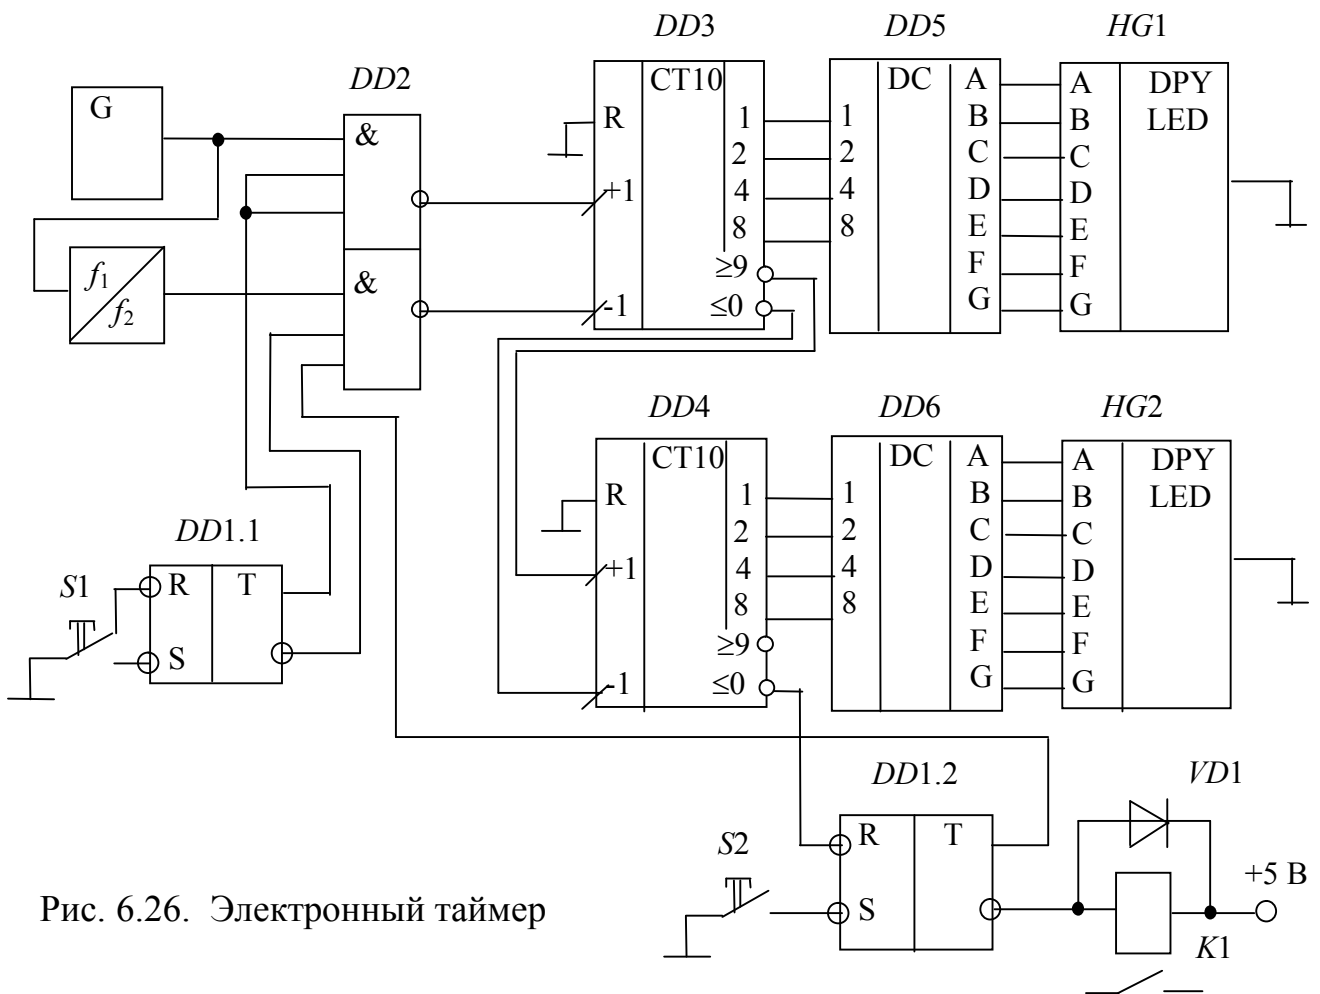 DD3
DD5
HG1
DD2
G
&
&
f1
f2
CT10
R
+1
-1
1
2
4
8
≥9
≤0
DC
1
2
4
8
A
B
C
D
E
F
G
DPY
LED
A
B
C
D
E
F
G
DD4
DD6
HG2
CT10
R
+1
-1
1
2
4
8
≥9
≤0
DC
1
2
4
8
A
B
C
D
E
F
G
DPY
LED
A
B
C
D
E
F
G
DD1.1
S1
R
T
S
DD1.2
VD1
S2
R
T
S
+5 В
K1
Рис. 6.26. Электронный таймер